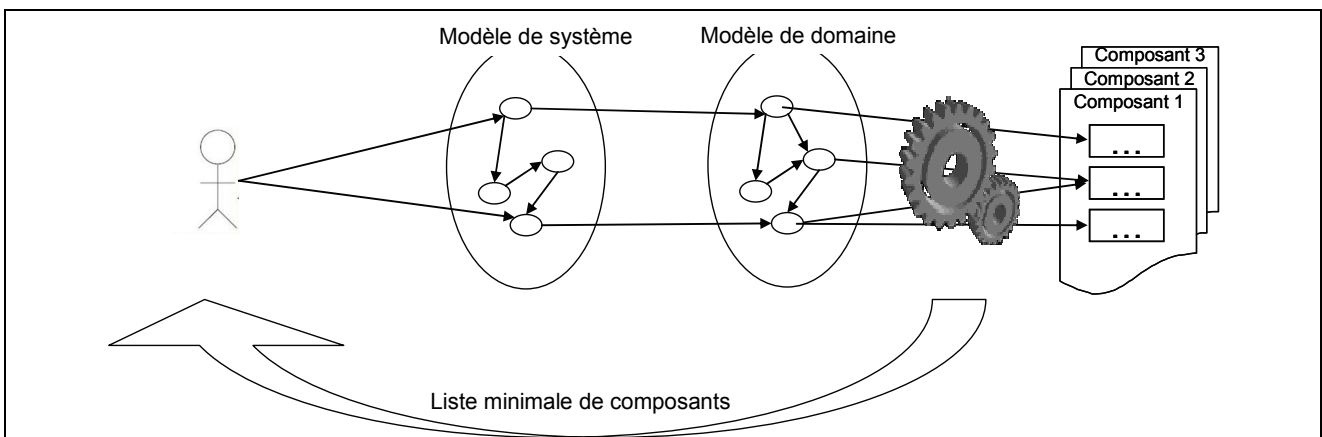 Modèle de système
Modèle de domaine
Composant 3
Composant 2
Composant 1
...
...
...
Liste minimale de composants